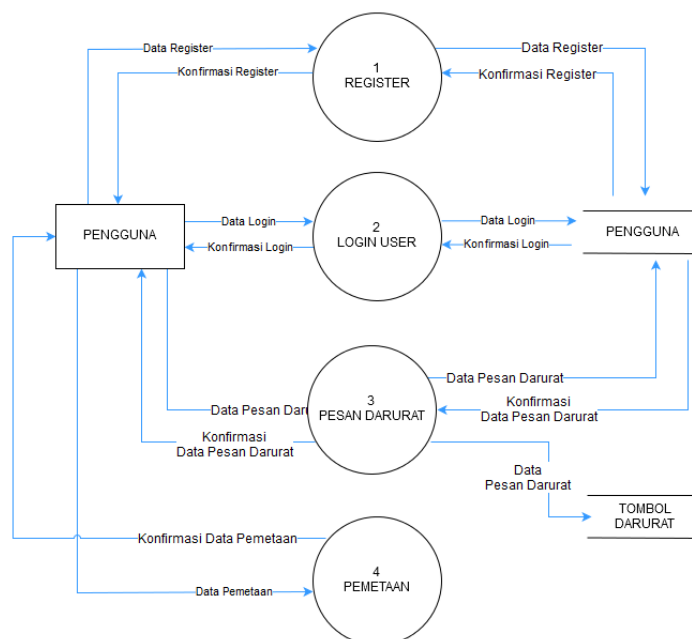 Data Register
1
REGISTER
Data Register
Konfirmasi Register
Konfirmasi Register
PENGGUNA
Data Login
Konfirmasi Login
2
LOGIN USER
Data Login
Konfirmasi Login
PENGGUNA
Data Pesan Daru
3
PESAN DARURAT
Data Pesan Darurat
Konfirmasi
Data Pesan Darurat
Konfirmasi
Data Pesan Darurat
Data
Pesan Darurat
TOMBOL
DARURAT
Konfirmasi Data Pemetaan
4
PEMETAAN
Data Pemetaan